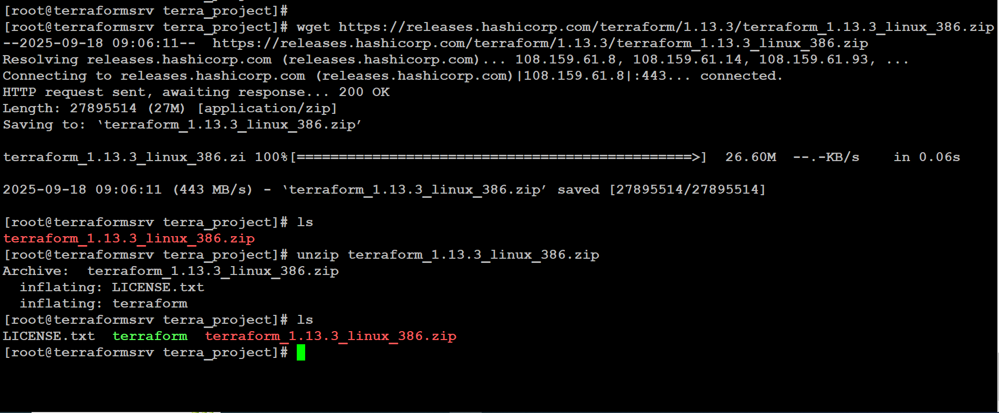 [root@terraformsrv terra_project]#
[root@terraformsrv terra_project]# wget https://releases.hashicorp.com/terraform/1.13.3/terraform_1.13.3_linux_386.zip
--2025-09-18 09:06:11--  https://releases.hashicorp.com/terraform/1.13.3/terraform_1.13.3_linux_386.zip
Resolving releases.hashicorp.com (releases.hashicorp.com)... 108.159.61.8, 108.159.61.14, 108.159.61.93, ...
Connecting to releases.hashicorp.com (releases.hashicorp.com)|108.159.61.8|:443... connected.
HTTP request sent, awaiting response... 200 OK
Length: 27895514 (27M) [application/zip]
Saving to: ‘terraform_1.13.3_linux_386.zip’
terraform_1.13.3_linux_386.zi 100%[===============================================>]  26.60M  --.-KB/s    in 0.06s
2025-09-18 09:06:11 (443 MB/s) - ‘terraform_1.13.3_linux_386.zip’ saved [27895514/27895514]
[root@terraformsrv terra_project]# ls
terraform_1.13.3_linux_386.zip
[root@terraformsrv terra_project]# unzip terraform_1.13.3_linux_386.zip
Archive:  terraform_1.13.3_linux_386.zip
  inflating: LICENSE.txt
  inflating: terraform
[root@terraformsrv terra_project]# ls
LICENSE.txt  terraform  terraform_1.13.3_linux_386.zip
[root@terraformsrv terra_project]#